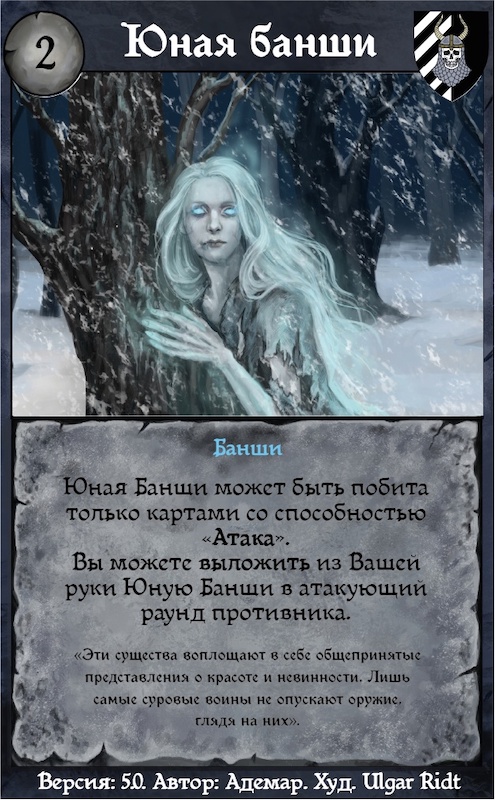 2
Юная банши
Банши
Юная Банши может быть побита
только картами со способностью
«Атака».
Вы можете выложить из Вашей
руки Юную Банши в атакующий
раунд противника.
«Эти существа воплощают в себе общепринятые
представления о красоте и невинности. Лишь
самые суровые воины не опускают оружие,
глядя на них».
Версия: 5.0. Автор: Адемар. Худ. Ulgar Ridt